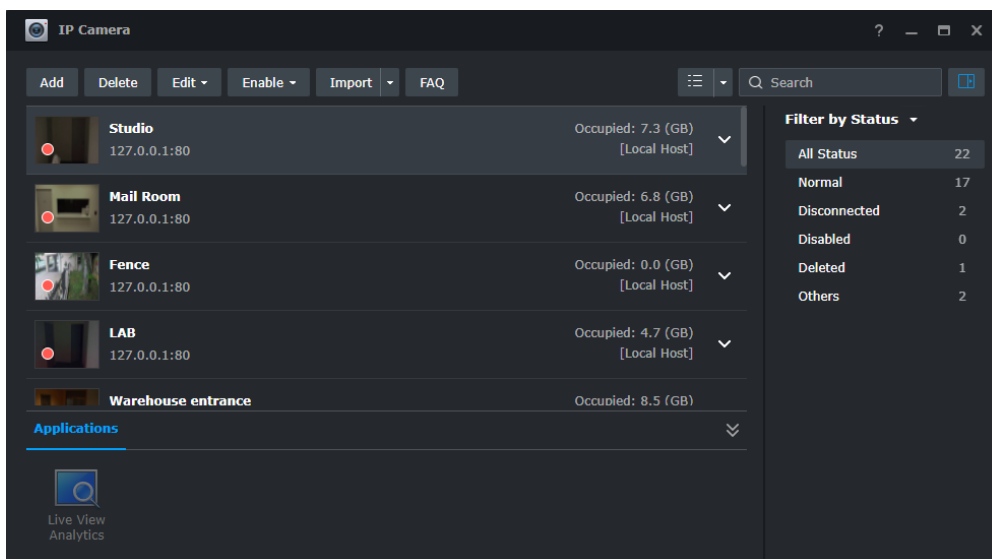 IP Camera
?
Add Delete Edit Enable Import FAQ Search
Studio Occupied: 7.3 (GB)
127.0.0.1:80 [Local Host]
Mail Room Occupied: 6.8 (GB)
127.0.0.1:80 [Local Host]
Fence Occupied: 0.0 (GB)
127.0.0.1:80 [Local Host]
LAB Occupied: 4.7 (GB)
127.0.0.1:80 [Local Host]
Warehouse entrance Occupied: 8.5 (GB)
Applications
Live View
Analytics
Filter by Status
All Status 22
Normal 17
Disconnected 2
Disabled 0
Deleted 1
Others 2